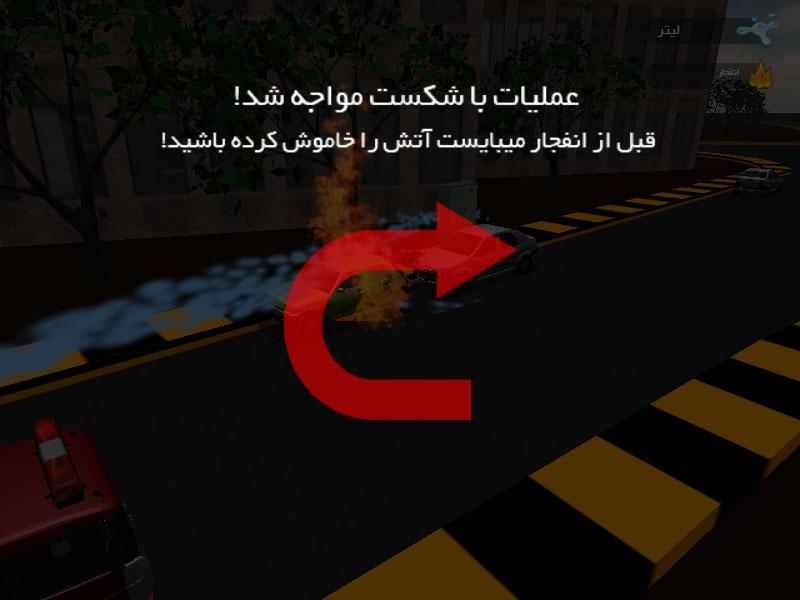 لیتر
انفجار
عملیات با شکست مواجه شد!
قبل از انفجار میبایست آتش را خاموش کرده باشید!